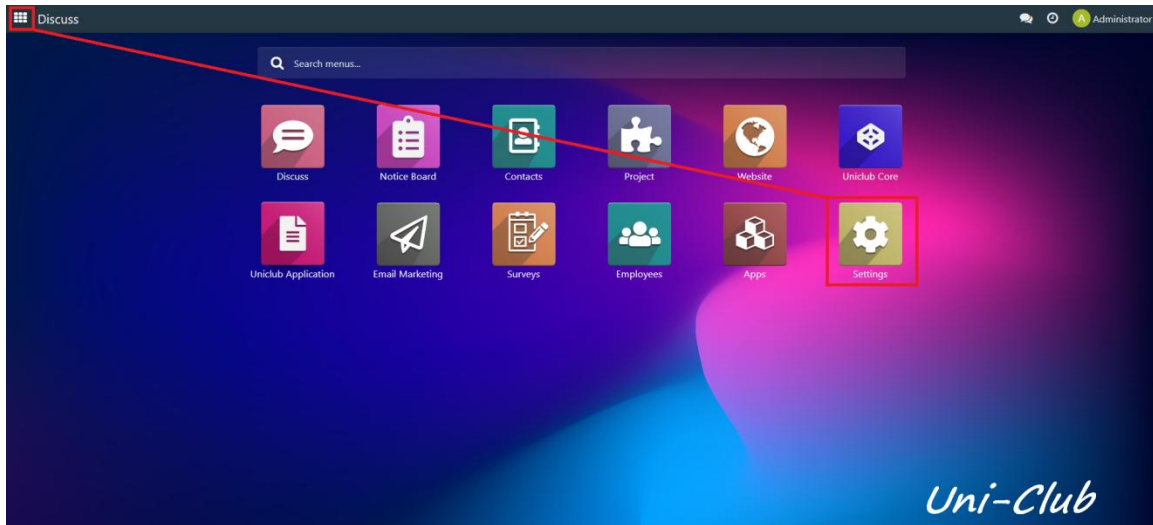 Discuss
A Administrator
Search menus...
Discuss Notice Board Contacts Project Website Uniclub Core
Uniclub Application Email Marketing Surveys Employees Apps Settings
Uni-Club